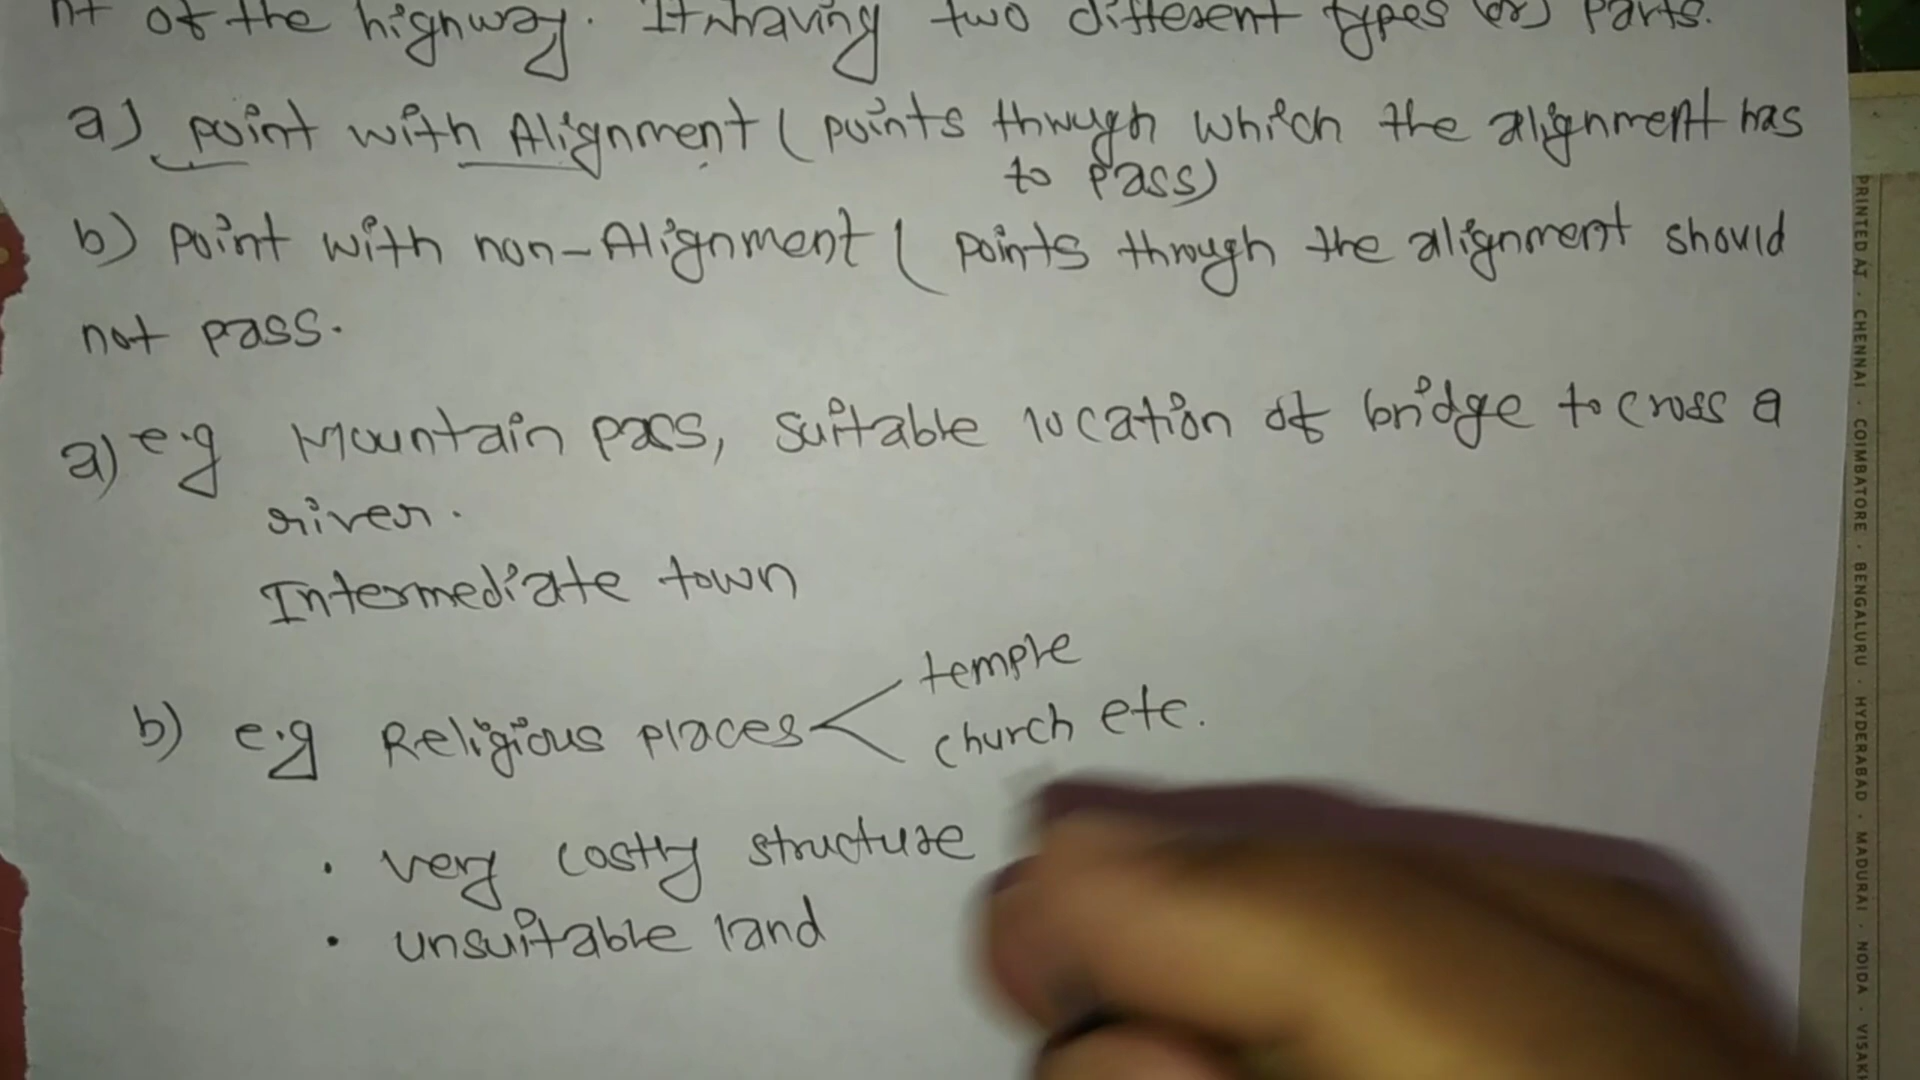 nt of the highway. It having two different types (or) parts.
a) point with Alignment ( points through which the alignment has
to pass)
b) point with non-Alignment ( points through the alignment should
not pass.
a) e.g Mountain pass, suitable location of bridge to cross a
river.
Intermediate town
b) e.g Religious places < temple
church etc.
• very costly structure
• unsuitable land
PRINTED AT . CHENNAI . COIMBATORE . BENGALURU . HYDERABAD . MADURAI . NOIDA . VISAK